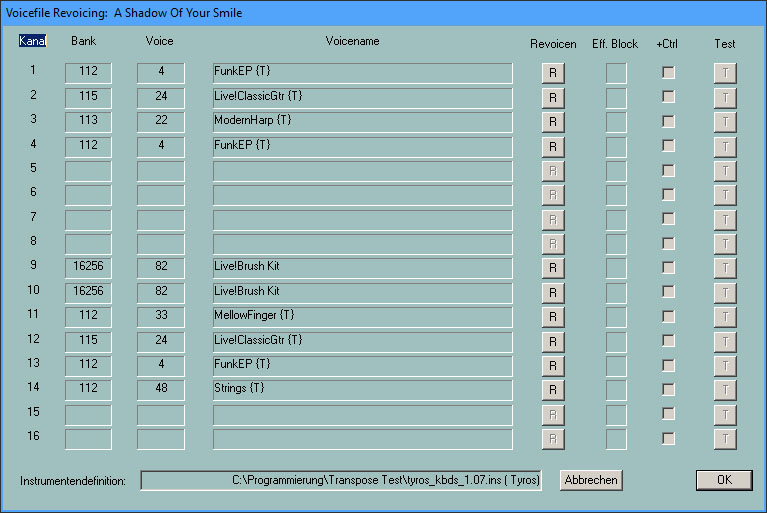 Voicefile Revoicing: A Shadow Of Your Smile
Kanal Bank Voice Voicename Revoicen Eff. Block +Ctrl Test
1 112 4 FunkEP {T} R T
2 115 24 Live!ClassicGtr {T} R T
3 113 22 ModernHarp {T} R T
4 112 4 FunkEP {T} R T
5 R T
6 R T
7 R T
8 R T
9 16256 82 Live!Brush Kit R T
10 16256 82 Live!Brush Kit R T
11 112 33 MellowFinger {T} R T
12 115 24 Live!ClassicGtr {T} R T
13 112 4 FunkEP {T} R T
14 112 48 Strings {T} R T
15 R T
16 R T
Instrumentendefinition: C:\Programmierung\Transpose Test\tyros_kbds_1.07.ins ( Tyros) Abbrechen OK